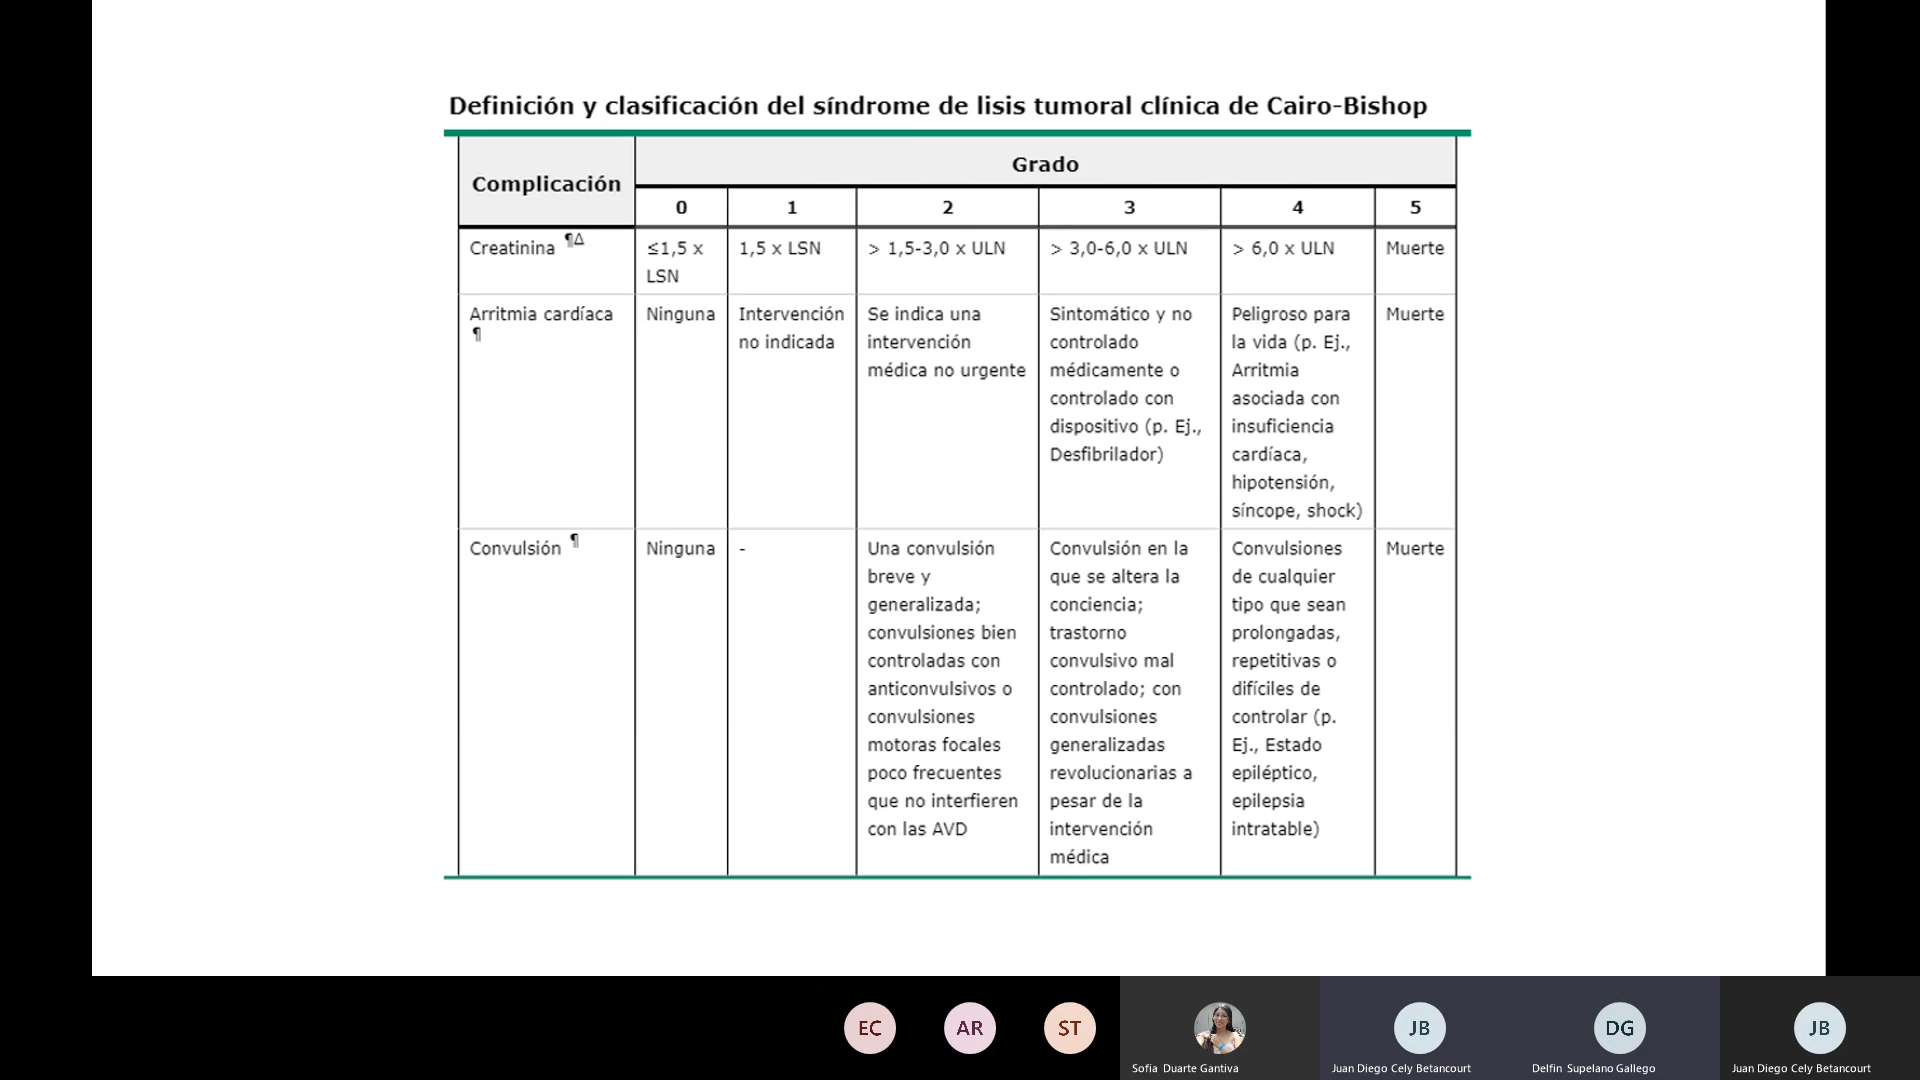 Definición y clasificación del síndrome de lisis tumoral clínica de Cairo-Bishop
Complicación
Grado
0
1
2
3
4
5
Creatinina ¶Δ
≤1,5 x
LSN
1,5 x LSN
> 1,5-3,0 x ULN
> 3,0-6,0 x ULN
> 6,0 x ULN
Muerte
Arritmia cardíaca
¶
Ninguna
Intervención
no indicada
Se indica una
intervención
médica no urgente
Sintomático y no
controlado
médicamente o
controlado con
dispositivo (p. Ej.,
Desfibrilador)
Peligroso para
la vida (p. Ej.,
Arritmia
asociada con
insuficiencia
cardíaca,
hipotensión,
síncope, shock)
Muerte
Convulsión ¶
Ninguna
-
Una convulsión
breve y
generalizada;
convulsiones bien
controladas con
anticonvulsivos o
convulsiones
motoras focales
poco frecuentes
que no interfieren
con las AVD
Convulsión en la
que se altera la
conciencia;
trastorno
convulsivo mal
controlado; con
convulsiones
generalizadas
revolucionarias a
pesar de la
intervención
médica
Convulsiones
de cualquier
tipo que sean
prolongadas,
repetitivas o
difíciles de
controlar (p.
Ej., Estado
epiléptico,
epilepsia
intratable)
Muerte
EC
AR
ST
Sofia Duarte Gantiva
JB
Juan Diego Cely Betancourt
DG
Delfin Supelano Gallego
JB
Juan Diego Cely Betancourt